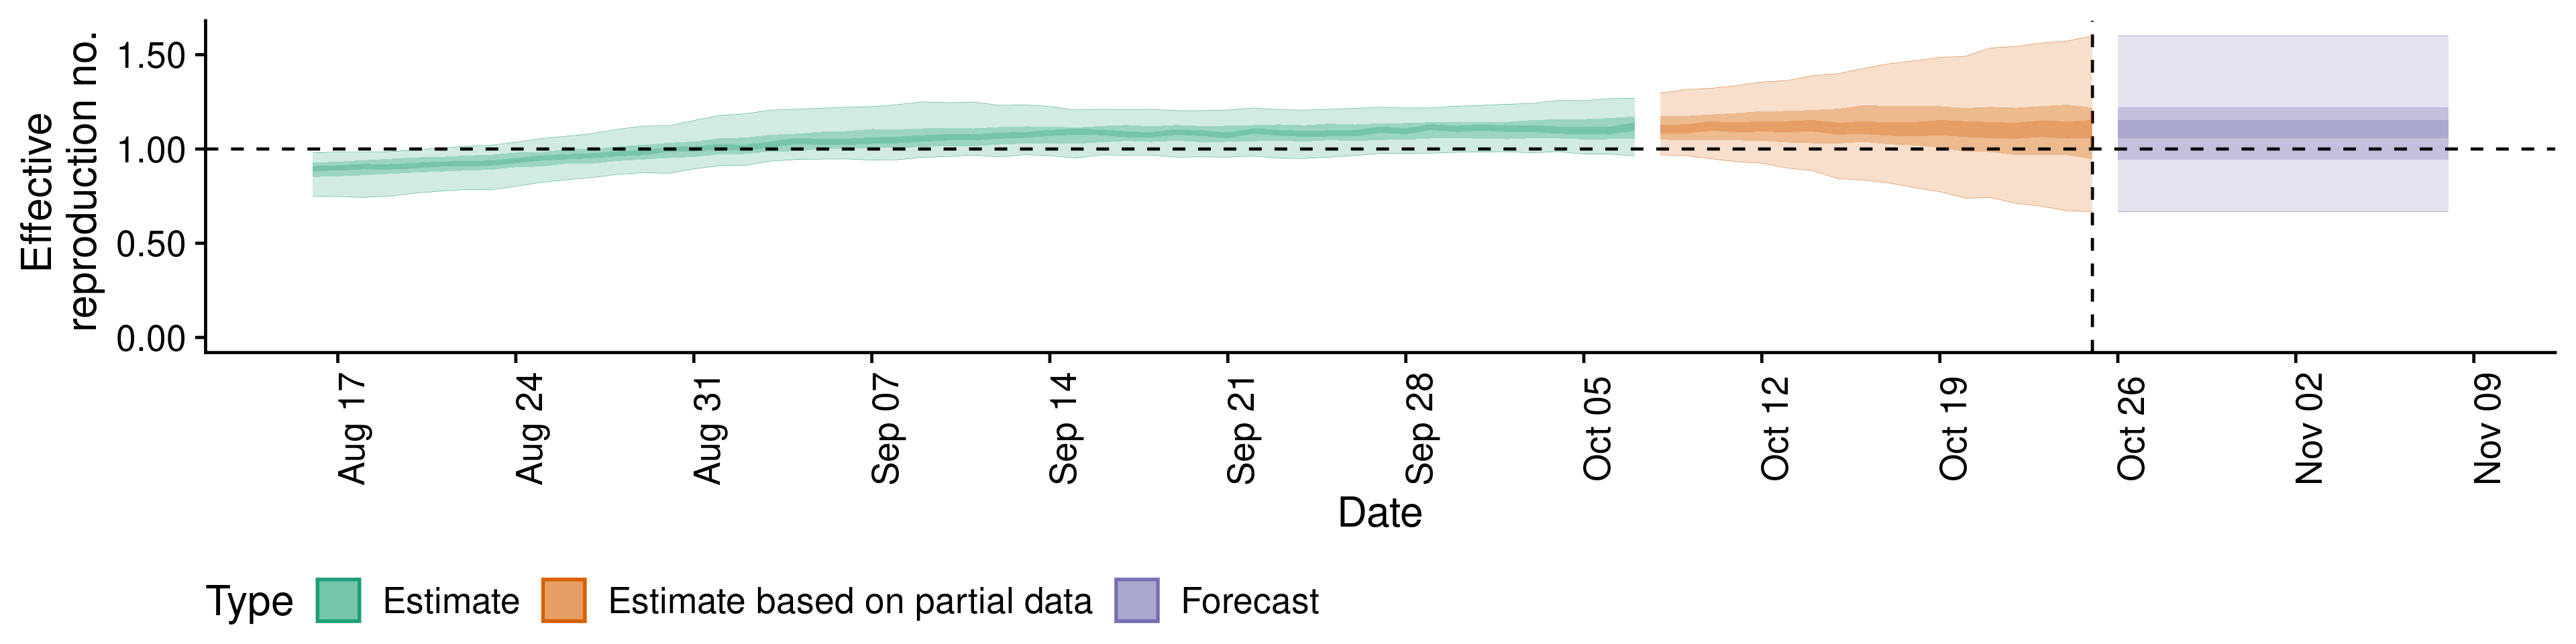 Effective
reproduction no.
1.50
1.00
0.50
0.00
Aug 17
Aug 24
Aug 31
Sep 07
Sep 14
Sep 21
Sep 28
Oct 05
Oct 12
Oct 19
Oct 26
Nov 02
Nov 09
Date
Type Estimate Estimate based on partial data Forecast